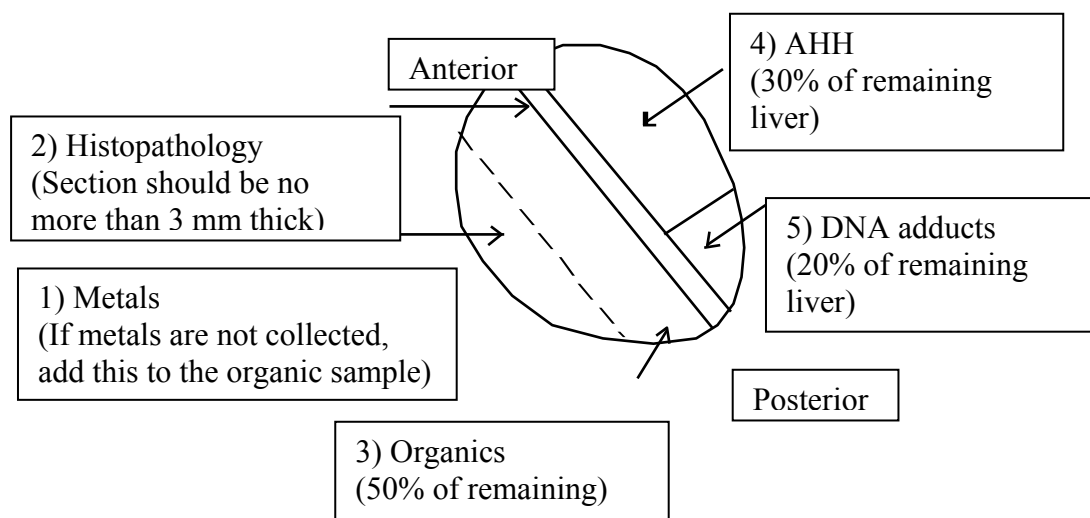 Anterior
4) AHH
(30% of remaining
liver)
2) Histopathology
(Section should be no
more than 3 mm thick)
5) DNA adducts
(20% of remaining
liver)
1) Metals
(If metals are not collected,
add this to the organic sample)
Posterior
3) Organics
(50% of remaining)